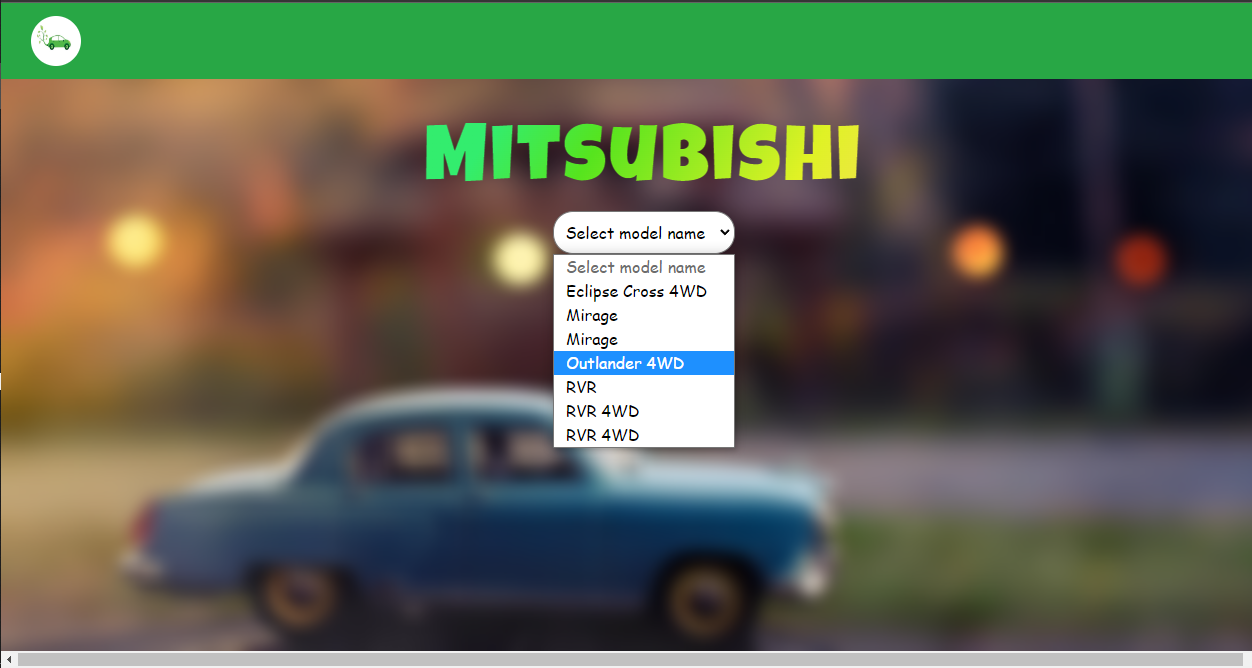 MITSUBISHI
Select model name
Select model name
Eclipse Cross 4WD
Mirage
Mirage
Outlander 4WD
RVR
RVR 4WD
RVR 4WD